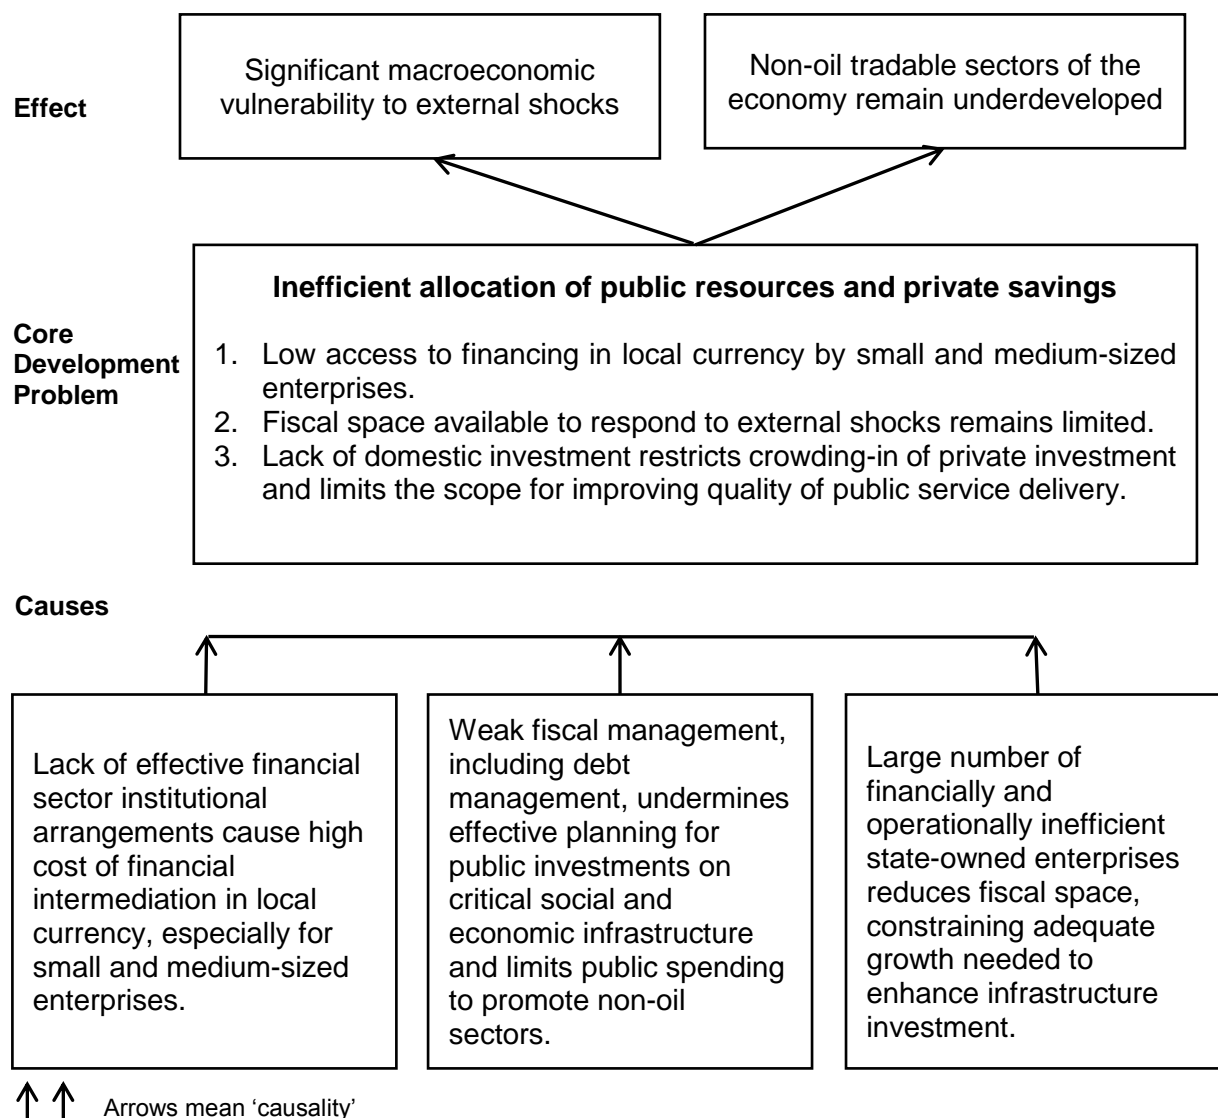 Effect
Significant macroeconomic
vulnerability to external shocks
Non-oil tradable sectors of the
economy remain underdeveloped
Core
Development
Problem
Inefficient allocation of public resources and private savings
1. Low access to financing in local currency by small and medium-sized
enterprises.
2. Fiscal space available to respond to external shocks remains limited.
3. Lack of domestic investment restricts crowding-in of private investment
and limits the scope for improving quality of public service delivery.
Causes
Lack of effective financial
sector institutional
arrangements cause high
cost of financial
intermediation in local
currency, especially for
small and medium-sized
enterprises.
Weak fiscal management,
including debt
management, undermines
effective planning for
public investments on
critical social and
economic infrastructure
and limits public spending
to promote non-oil
sectors.
Large number of
financially and
operationally inefficient
state-owned enterprises
reduces fiscal space,
constraining adequate
growth needed to
enhance infrastructure
investment.
Arrows mean ‘causality’